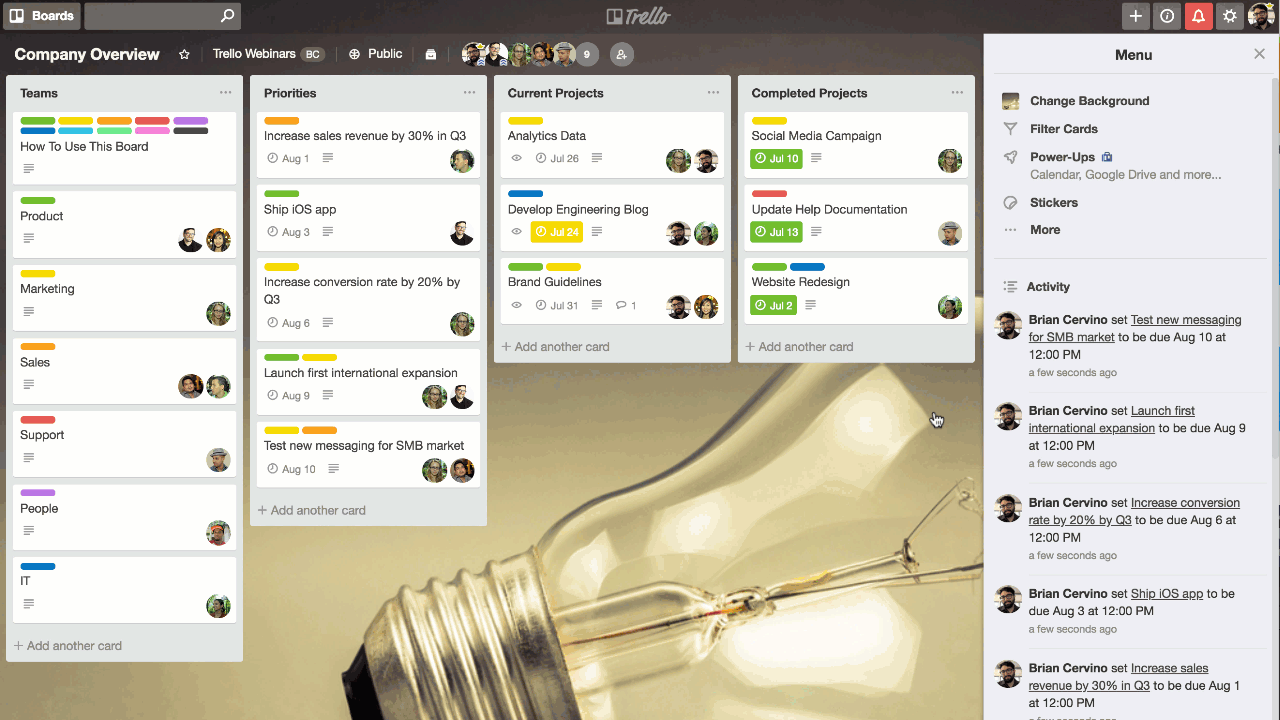 Boards
Trello
Company Overview
Trello Webinars BC
Public
9
Teams
How To Use This Board
Product
Marketing
Sales
Support
People
IT
+ Add another card
Priorities
Increase sales revenue by 30% in Q3
Aug 1
Ship iOS app
Aug 3
Increase conversion rate by 20% by
Q3
Aug 6
Launch first international expansion
Aug 9
Test new messaging for SMB market
Aug 10
+ Add another card
Current Projects
Analytics Data
Jul 26
Develop Engineering Blog
Jul 24
Brand Guidelines
Jul 31 1
+ Add another card
Completed Projects
Social Media Campaign
Jul 10
Update Help Documentation
Jul 13
Website Redesign
Jul 2
+ Add another card
Menu
Change Background
Filter Cards
Power-Ups
Calendar, Google Drive and more...
Stickers
More
Activity
Brian Cervino set Test new messaging
for SMB market to be due Aug 10 at
12:00 PM
a few seconds ago
Brian Cervino set Launch first
international expansion to be due Aug 9
at 12:00 PM
a few seconds ago
Brian Cervino set Increase conversion
rate by 20% by Q3 to be due Aug 6 at
12:00 PM
a few seconds ago
Brian Cervino set Ship iOS app to be
due Aug 3 at 12:00 PM
a few seconds ago
Brian Cervino set Increase sales
revenue by 30% in Q3 to be due Aug 1
at 12:00 PM